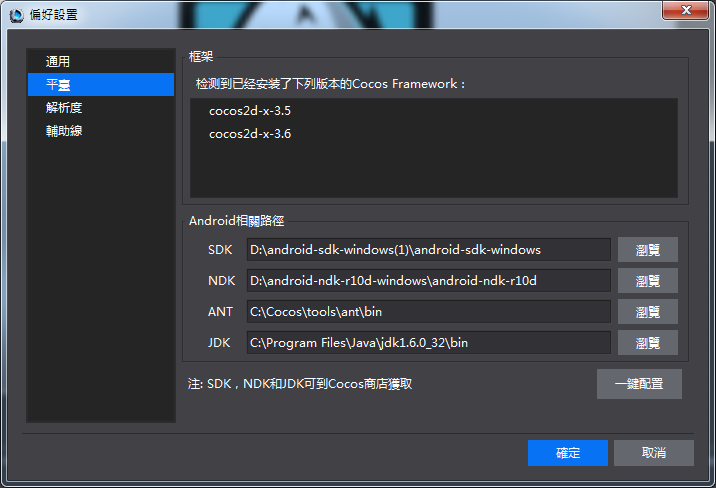 偏好設置
通用
平臺
解析度
輔助線
框架
检测到已经安装了下列版本的Cocos Framework：
cocos2d-x-3.5
cocos2d-x-3.6
Android相關路徑
SDK D:\android-sdk-windows(1)\android-sdk-windows 瀏覽
NDK D:\android-ndk-r10d-windows\android-ndk-r10d 瀏覽
ANT C:\Cocos\tools\ant\bin 瀏覽
JDK C:\Program Files\Java\jdk1.6.0_32\bin 瀏覽
注: SDK，NDK和JDK可到Cocos商店獲取 一鍵配置
確定 取消